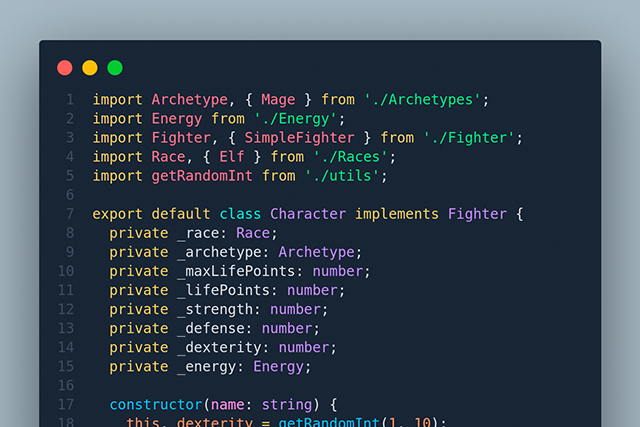 1 import Archetype, { Mage } from './Archetypes';
2 import Energy from './Energy';
3 import Fighter, { SimpleFighter } from './Fighter';
4 import Race, { Elf } from './Races';
5 import getRandomInt from './utils';
6
7 export default class Character implements Fighter {
8 private _race: Race;
9 private _archetype: Archetype;
10 private _maxLifePoints: number;
11 private _lifePoints: number;
12 private _strength: number;
13 private _defense: number;
14 private _dexterity: number;
15 private _energy: Energy;
16
17 constructor(name: string) {
18 this._dexterity = getRandomInt(1, 10);